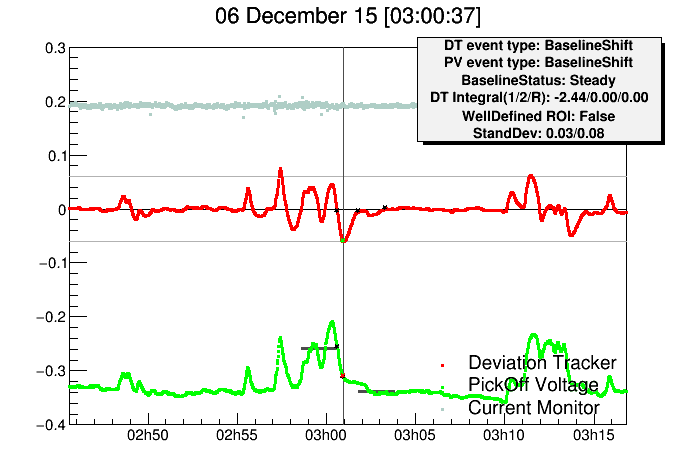 06 December 15 [03:00:37]
DT event type: BaselineShift
PV event type: BaselineShift
BaselineStatus: Steady
DT Integral(1/2/R): -2.44/0.00/0.00
WellDefined ROI: False
StandDev: 0.03/0.08
0.3
0.2
0.1
0
−0.1
−0.2
−0.3
−0.4
Deviation Tracker
PickOff Voltage
Current Monitor
02h50 02h55 03h00 03h05 03h10 03h15